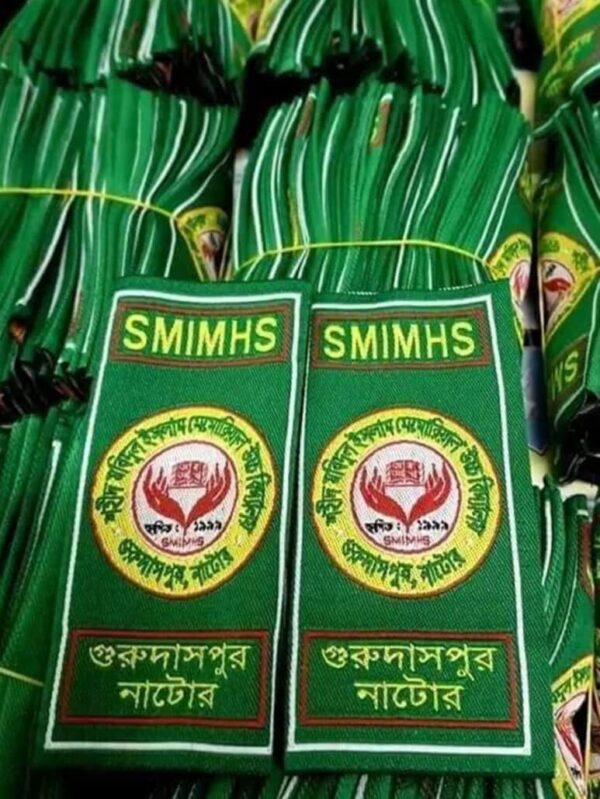 SMIMHS
শহীদ ইসলাম মেমোরিয়াল উচ্চ বিদ্যালয়
স্থাপিত : ১৯৯৯
SMIMHS
গুরুদাসপুর, নাটোর
গুরুদাসপুর
নাটোর
SMIMHS
শহীদ ইসলাম মেমোরিয়াল উচ্চ বিদ্যালয়
স্থাপিত : ১৯৯৯
SMIMHS
গুরুদাসপুর, নাটোর
গুরুদাসপুর
নাটোর